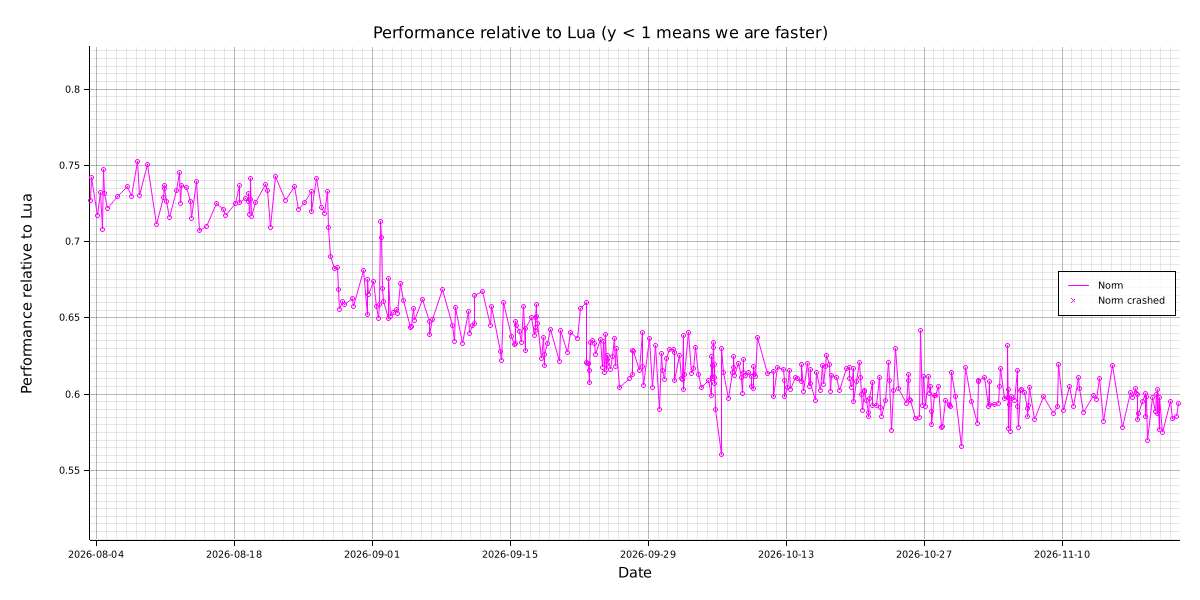 Performance relative to Lua (y < 1 means we are faster)
Performance relative to Lua
0.8
0.75
0.7
0.65
0.6
0.55
Norm
Norm crashed
2026-08-04
2026-08-18
2026-09-01
2026-09-15
2026-09-29
2026-10-13
2026-10-27
2026-11-10
Date